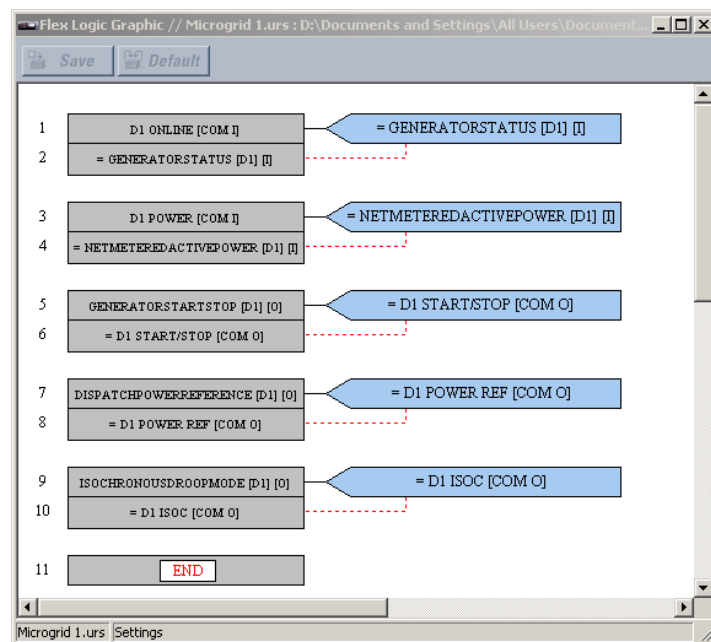 Flex Logic Graphic // Microgrid 1.urs : D:\Documents and Settings\All Users\Document...
Save Default
1 D1 ONLINE [COM I] = GENERATORSTATUS [D1] [I]
2 = GENERATORSTATUS [D1] [I]
3 D1 POWER [COM I] = NETMETEREDACTIVEPOWER [D1] [I]
4 = NETMETEREDACTIVEPOWER [D1] [I]
5 GENERATORSTARTSTOP [D1] [O] = D1 START/STOP [COM O]
6 = D1 START/STOP [COM O]
7 DISPATCHPOWERREFERENCE [D1] [O] = D1 POWER REF [COM O]
8 = D1 POWER REF [COM O]
9 ISOCHRONOUSDROOPMODE [D1] [O] = D1 ISOC [COM O]
10 = D1 ISOC [COM O]
11 END
Microgrid 1.urs Settings